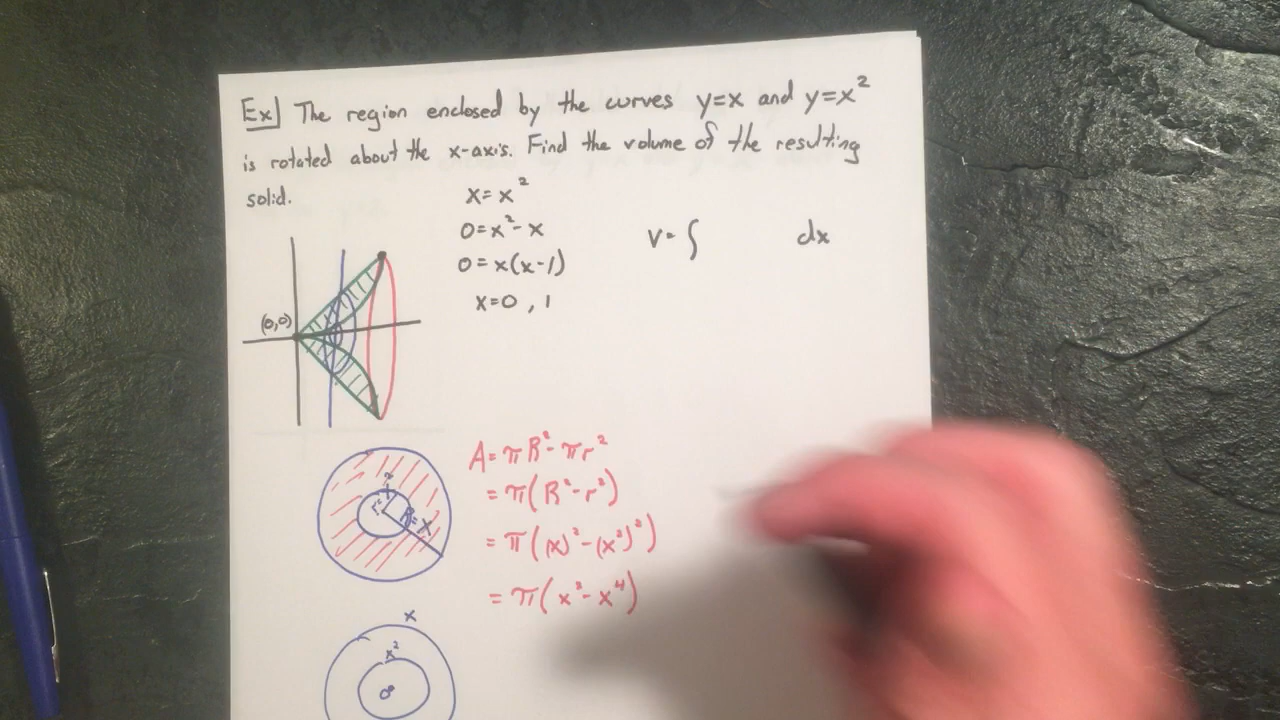 Ex] The region enclosed by the curves y=x and y=x²
is rotated about the x-axis. Find the volume of the resulting
solid.
x=x²
0=x²-x
0=x(x-1)
x=0, 1
V=∫ dx
(0,0)
A=πR²-πr²
=π(R²-r²)
=π((x)²-(x²)²)
=π(x²-x⁴)
R=x
x
x²